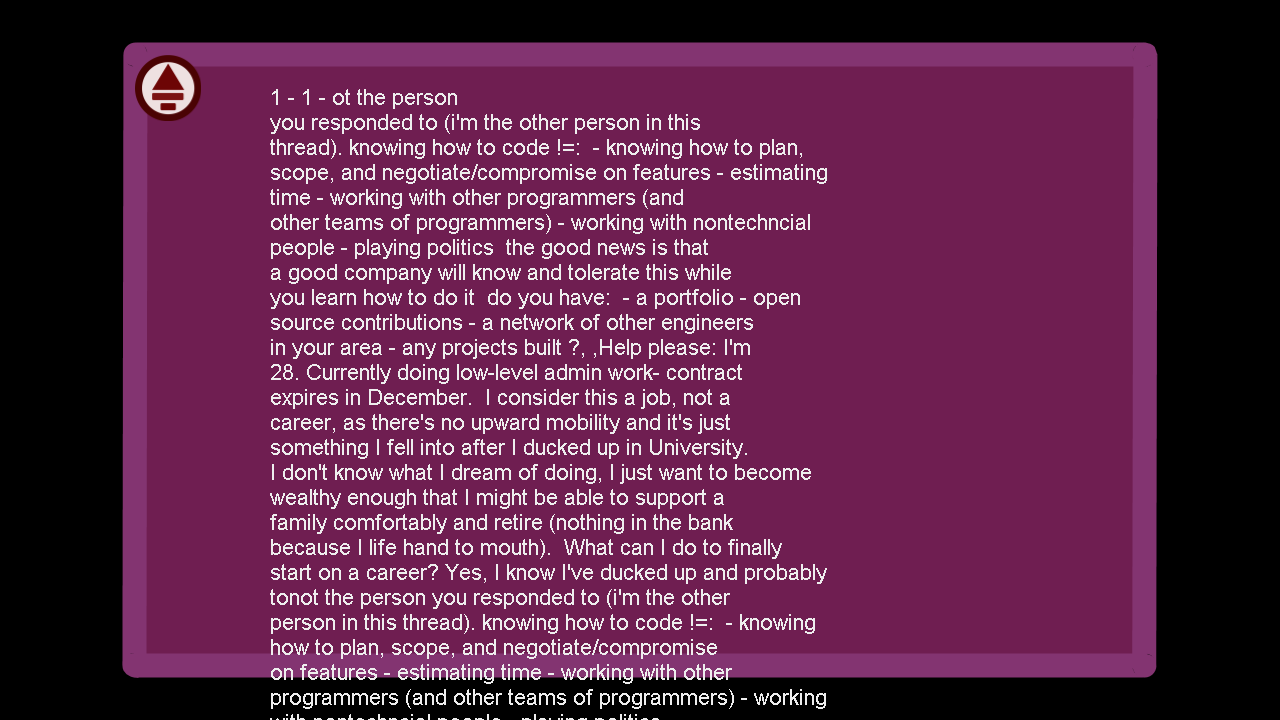 1 - 1 - ot the person
you responded to (i'm the other person in this
thread). knowing how to code !=:  - knowing how to plan,
scope, and negotiate/compromise on features - estimating
time - working with other programmers (and
other teams of programmers) - working with nontechncial
people - playing politics  the good news is that
a good company will know and tolerate this while
you learn how to do it  do you have:  - a portfolio - open
source contributions - a network of other engineers
in your area - any projects built ?, ,Help please: I'm
28. Currently doing low-level admin work- contract
expires in December.  I consider this a job, not a
career, as there's no upward mobility and it's just
something I fell into after I ducked up in University.
I don't know what I dream of doing, I just want to become
wealthy enough that I might be able to support a
family comfortably and retire (nothing in the bank
because I life hand to mouth).  What can I do to finally
start on a career? Yes, I know I've ducked up and probably
tonot the person you responded to (i'm the other
person in this thread). knowing how to code !=:  - knowing
how to plan, scope, and negotiate/compromise
on features - estimating time - working with other
programmers (and other teams of programmers) - working
with nontechncial people - playing politics